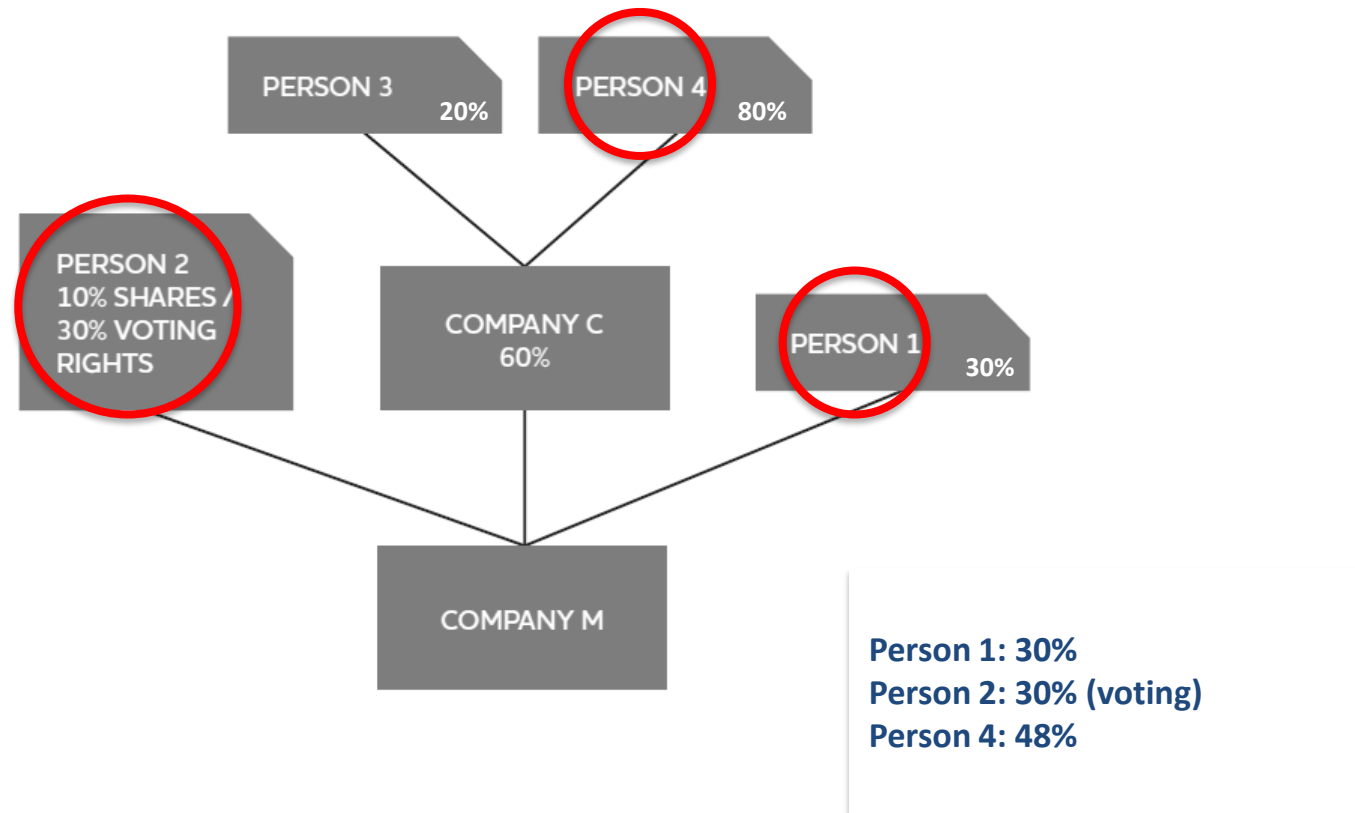 PERSON 3
20%
PERSON 4
80%
PERSON 2
10% SHARES /
30% VOTING
RIGHTS
COMPANY C
60%
PERSON 1
30%
COMPANY M
Person 1: 30%
Person 2: 30% (voting)
Person 4: 48%